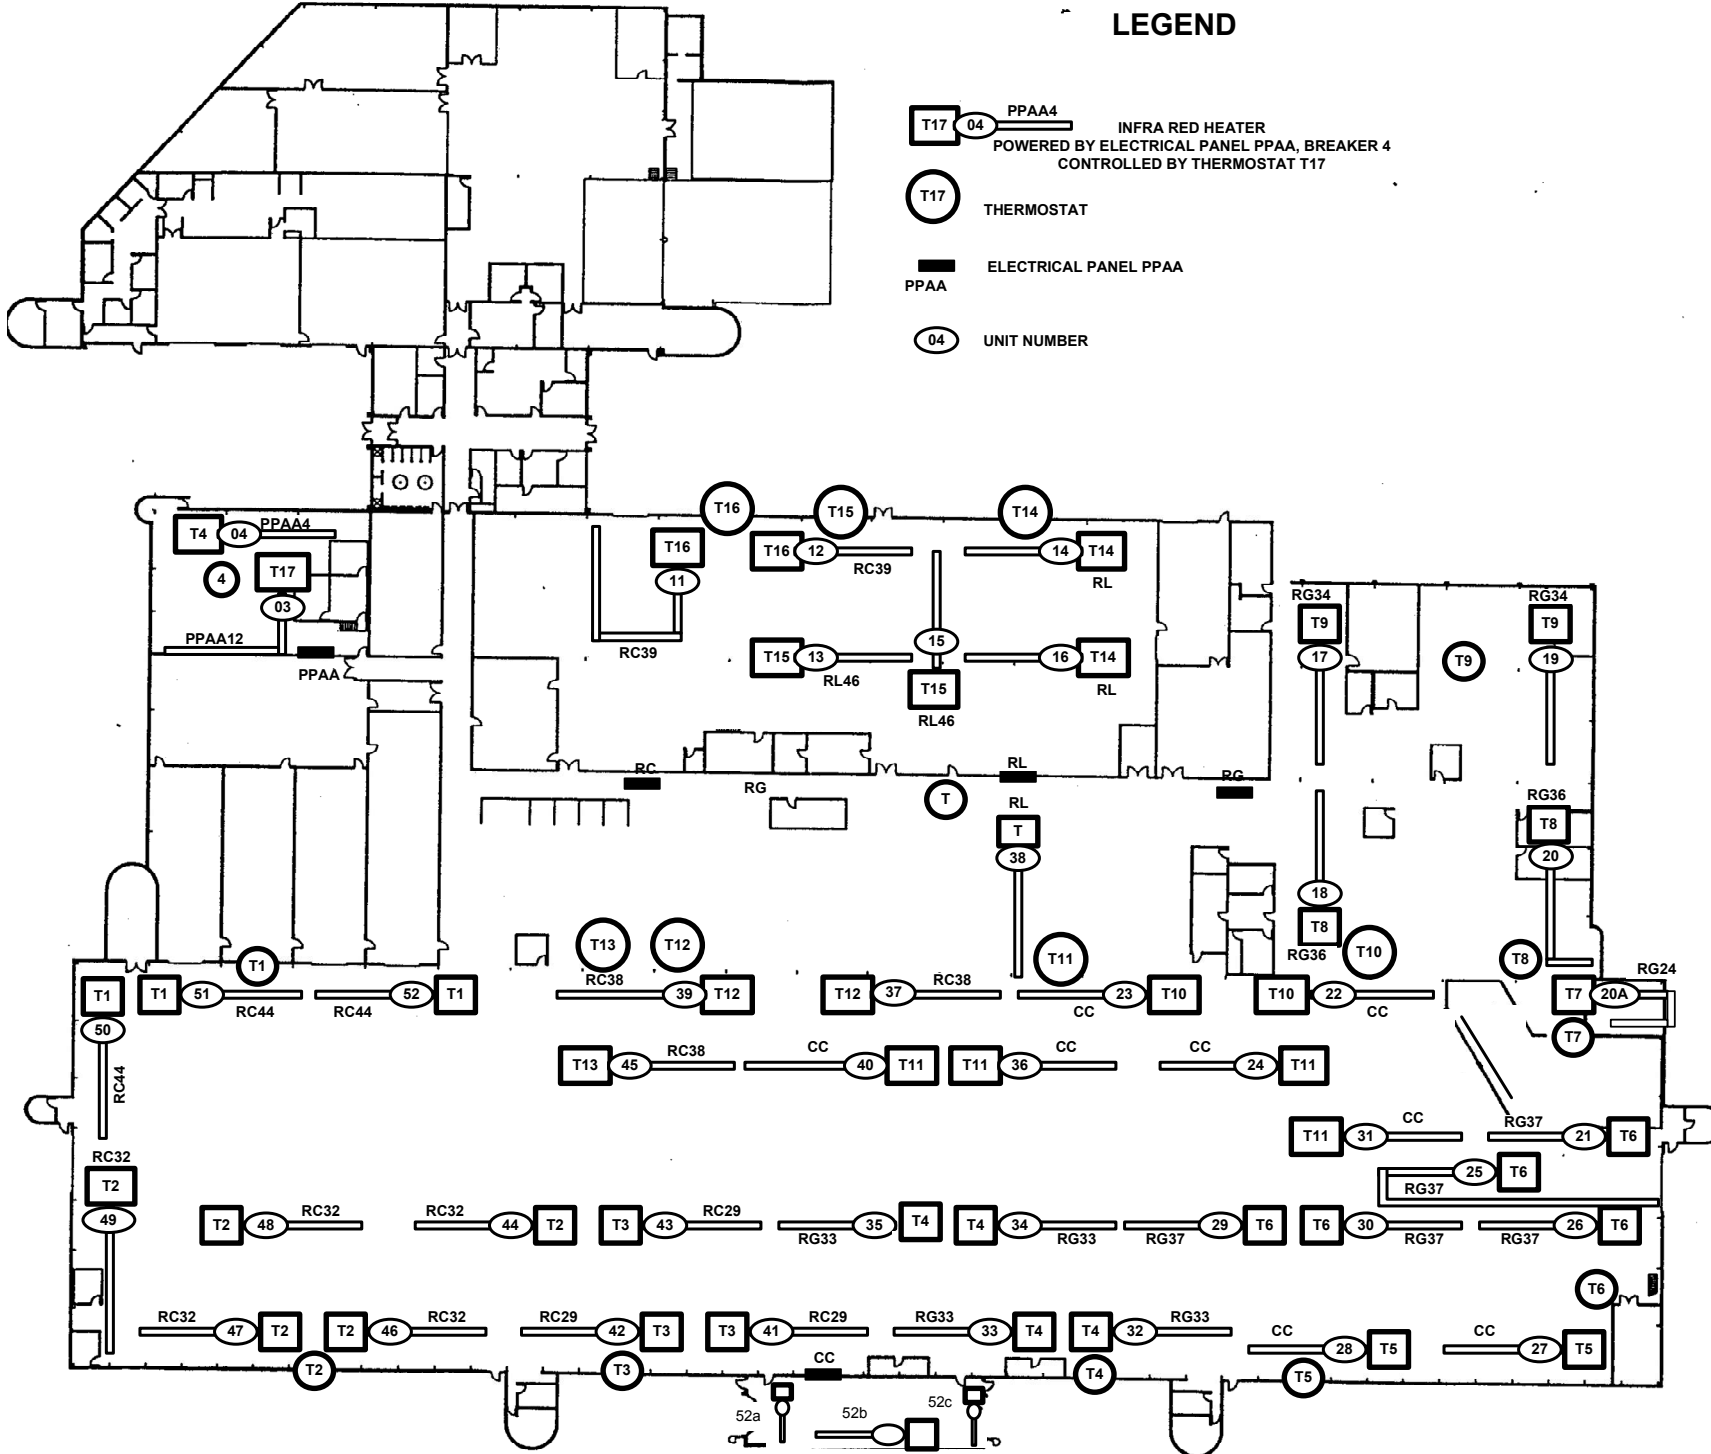 LEGEND
PPAA4
T17 04
INFRA RED HEATER
POWERED BY ELECTRICAL PANEL PPAA, BREAKER 4
CONTROLLED BY THERMOSTAT T17
T17
THERMOSTAT
ELECTRICAL PANEL PPAA
PPAA
04 UNIT NUMBER
T16 T15 T14
T4 04 PPAA4
T16 T16 12 14 T14
RC39 RL
4 T17 11
03
RG34 RG34
T9 T9
PPAA12 RC39 T15 13 15 16 T14 17 T9 19
PPAA RL46 T15 RL
RL46
RC RL RG
RG
T RL RG36
T T8
38 20
18
T13 T12 T11 T8 T10 T8
RG36
T1
RC38 RC38 RG24
T1 T1 51 52 T1 39 T12 T12 37 23 T10 T10 22 T7 20A
RC44 RC44 CC CC
50 T7
RC44
T13 45 RC38 CC 40 T11 T11 36 CC CC 24 T11
T11 31 CC RG37 21 T6
RC32
T2 25 T6
RG37
49 T2 48 RC32 RC32 44 T2 T3 43 RC29 35 T4 T4 34 29 T6 T6 30 26 T6
RG33 RG33 RG37 RG37 RG37
T6
RC32 47 T2 T2 46 RC32 RC29 42 T3 T3 41 RC29 RG33 33 T4 T4 32 RG33
CC 28 T5 CC 27 T5
T2 T3 CC T4 T5
52a 52b 52c